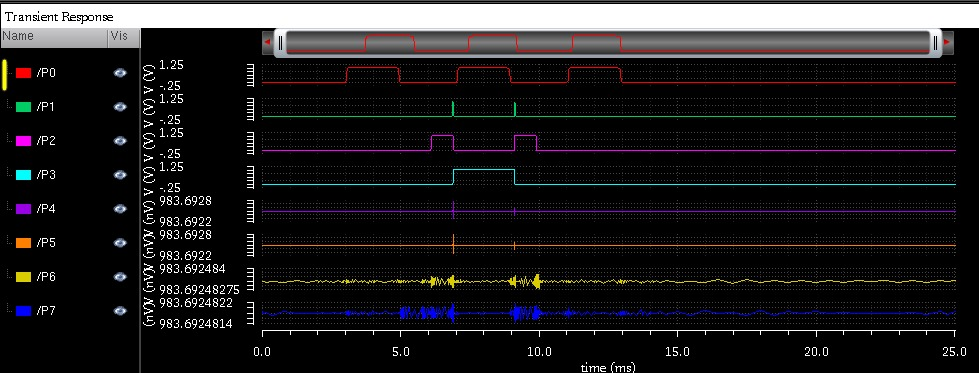 Transient Response
Name Vis
/P0 V (V) 1.25 -.25
/P1 V (V) 1.25 -.25
/P2 V (V) 1.25 -.25
/P3 V (V) 1.25 -.25
/P4 V (nV) 983.6928 983.6922
/P5 V (nV) 983.6928 983.6922
/P6 V (nV) 983.692484 983.69248275
/P7 V (nV) 983.6924822 983.6924814
0.0 5.0 10.0 15.0 20.0 25.0
time (ms)